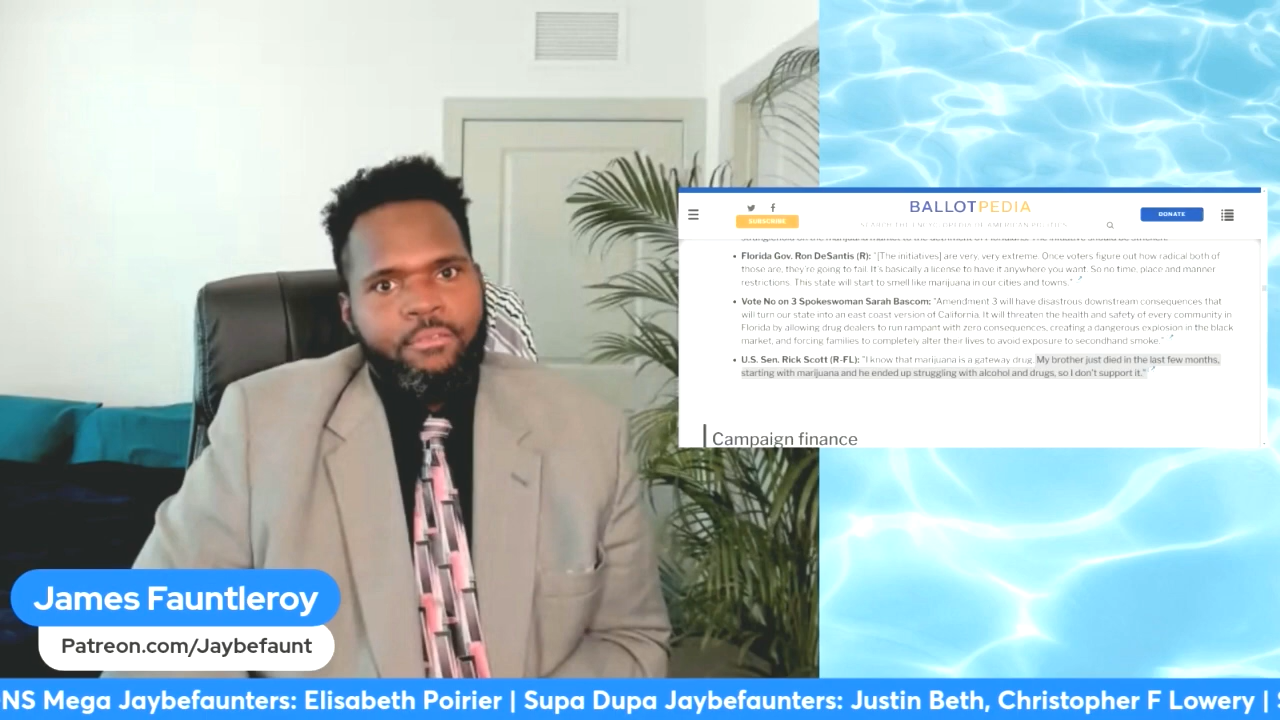 BALLOTPEDIA
SUBSCRIBE
DONATE
SEARCH THE ENCYCLOPEDIA OF AMERICAN POLITICS
• Florida Gov. Ron DeSantis (R): "[The initiatives] are very, very extreme. Once voters figure out how radical both of
those are, they're going to fail. It's basically a license to have it anywhere you want. So no time, place and manner
restrictions. This state will start to smell like marijuana in our cities and towns."
• Vote No on 3 Spokeswoman Sarah Bascom: "Amendment 3 will have disastrous downstream consequences that
will turn our state into an east coast version of California. It will threaten the health and safety of every community in
Florida by allowing drug dealers to run rampant with zero consequences, creating a dangerous explosion in the black
market, and forcing families to completely alter their lives to avoid exposure to secondhand smoke."
• U.S. Sen. Rick Scott (R-FL): "I know that marijuana is a gateway drug. My brother just died in the last few months,
starting with marijuana and he ended up struggling with alcohol and drugs, so I don't support it."
Campaign finance
James Fauntleroy
Patreon.com/Jaybefaunt
NS Mega Jaybefaunters: Elisabeth Poirier | Supa Dupa Jaybefaunters: Justin Beth, Christopher F Lowery |